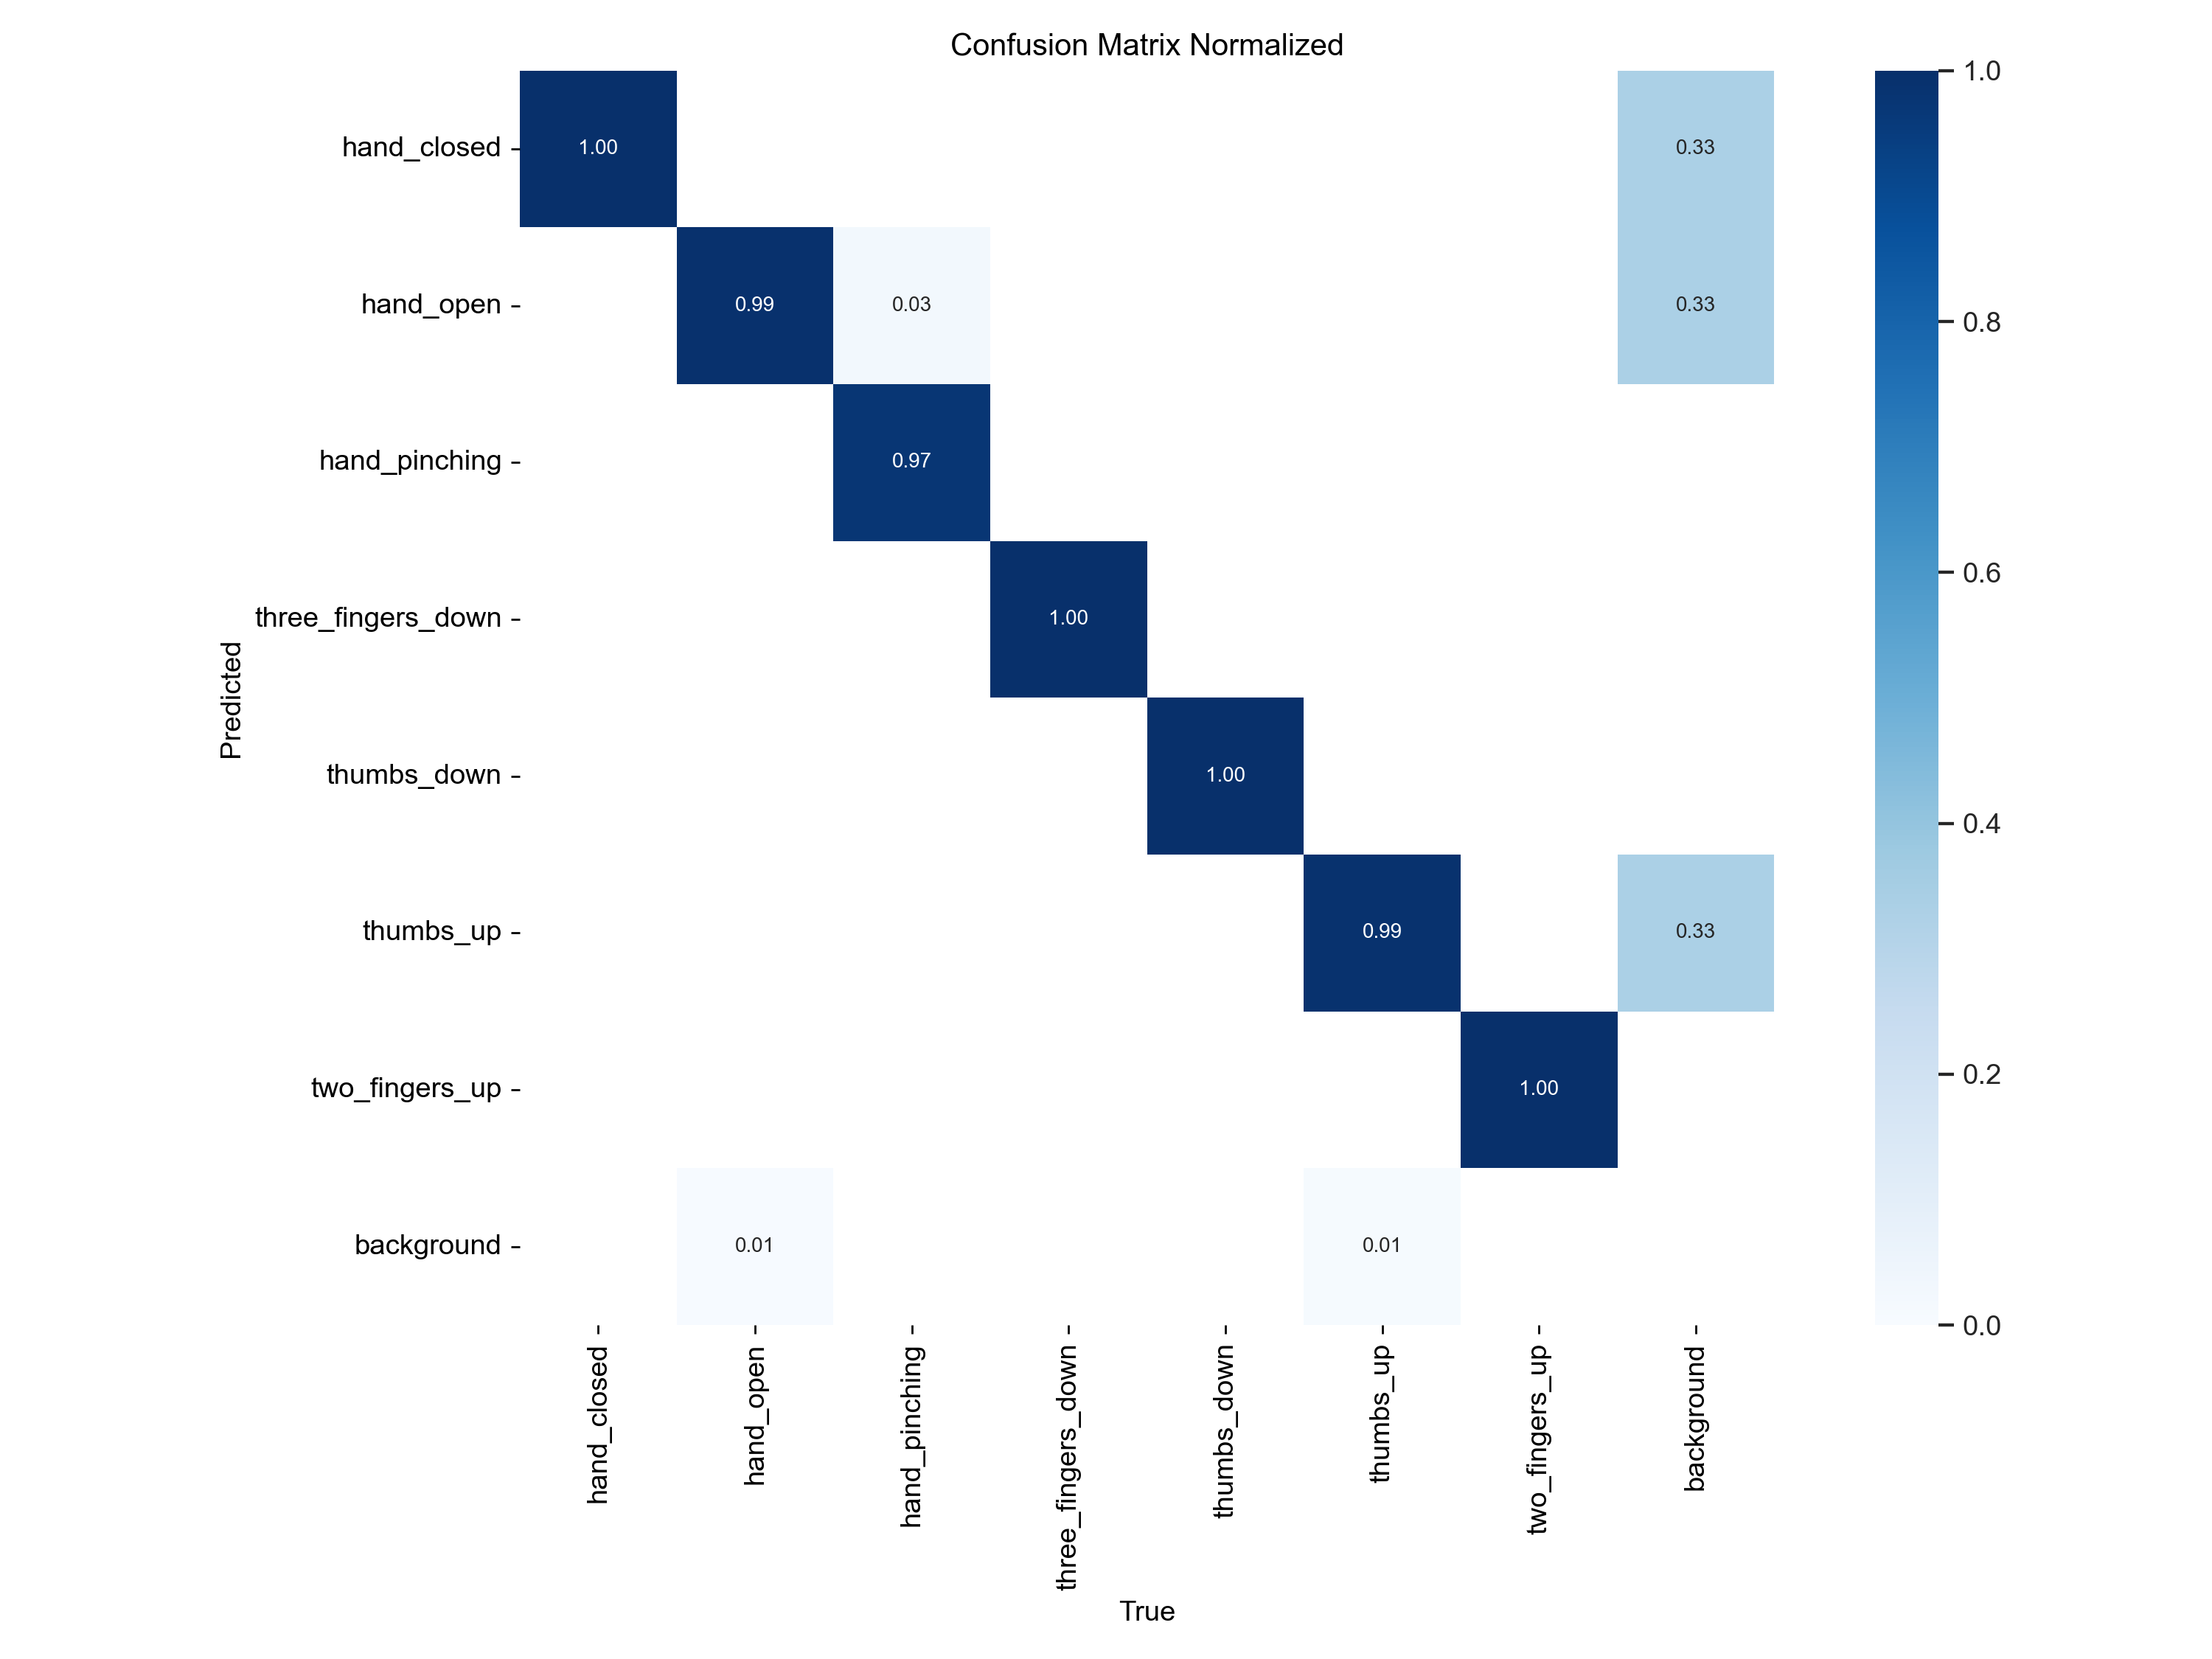 Confusion Matrix Normalized
hand_closed
1.00
0.33
1.0
hand_open
0.99
0.03
0.33
0.8
hand_pinching
0.97
0.6
three_fingers_down
1.00
Predicted
thumbs_down
1.00
0.4
thumbs_up
0.99
0.33
two_fingers_up
1.00
0.2
background
0.01
0.01
0.0
hand_closed
hand_open
hand_pinching
three_fingers_down
thumbs_down
thumbs_up
two_fingers_up
background
True